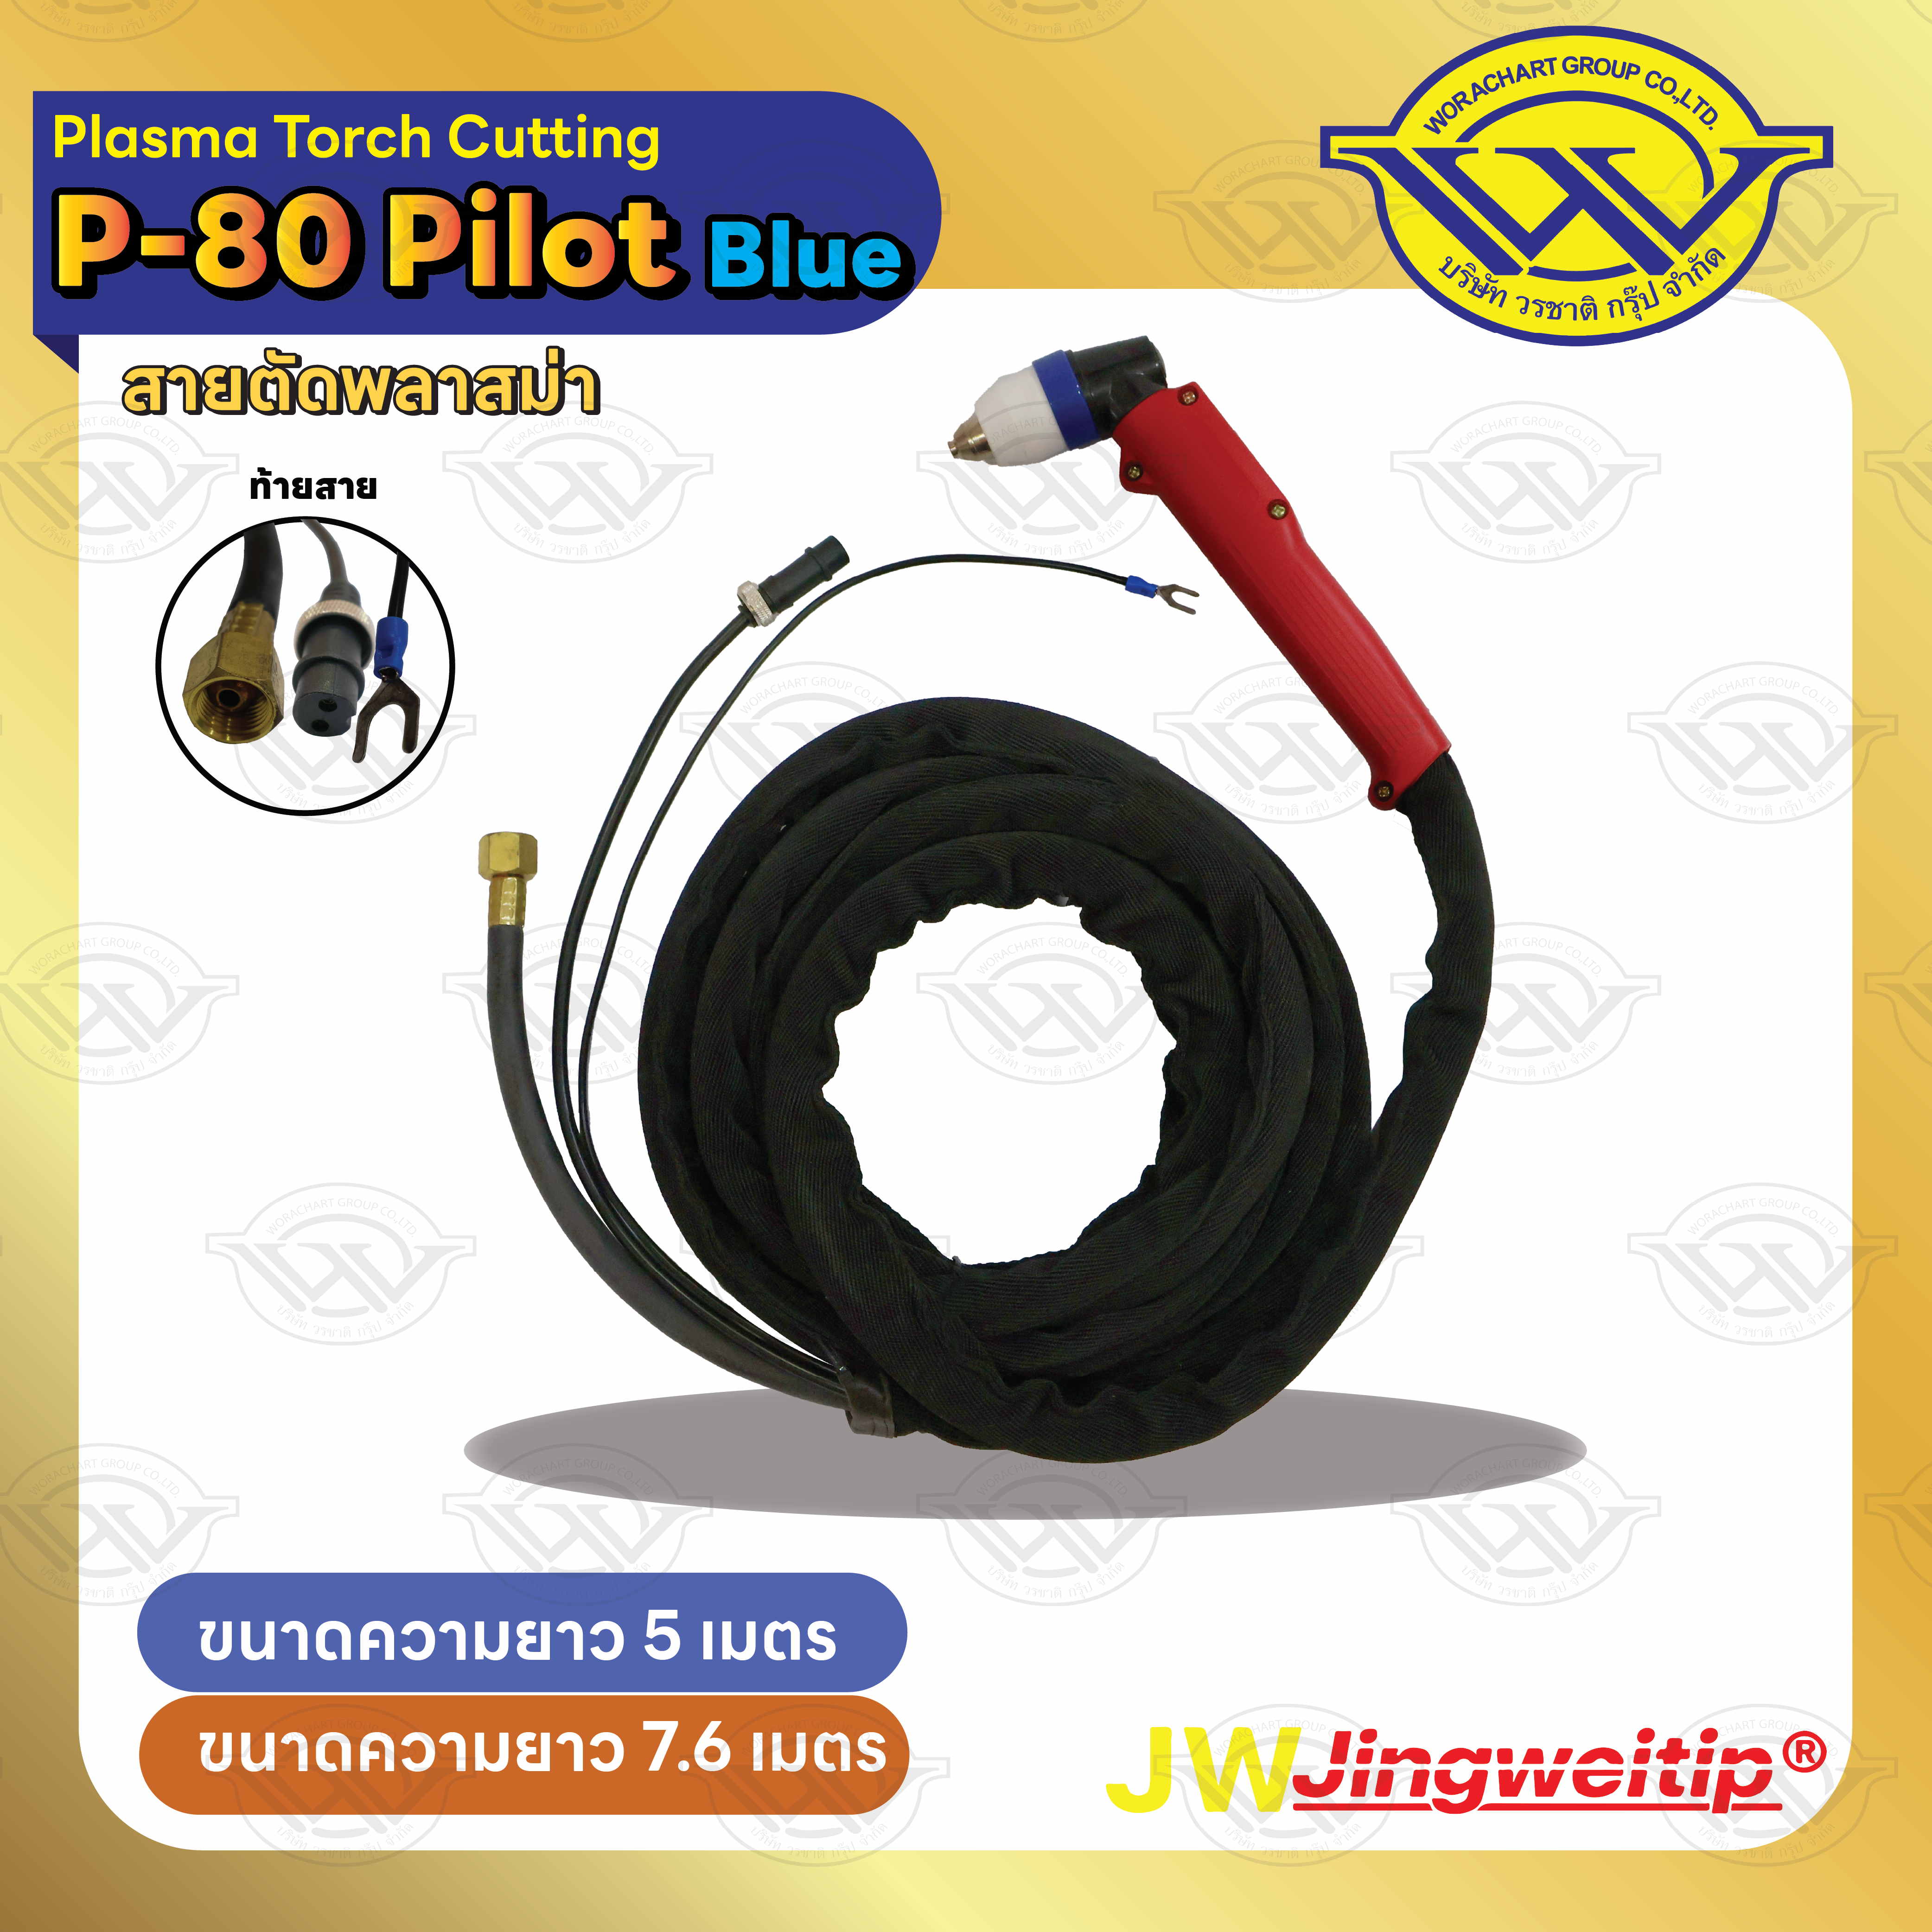 WORACHART GROUP CO.,LTD.
บริษัท วรชาติ กรุ๊ป จำกัด
Plasma Torch Cutting
P-80 Pilot Blue
สายตัดพลาสม่า
ท้ายสาย
ขนาดความยาว 5 เมตร
ขนาดความยาว 7.6 เมตร
JW Jingweitip®